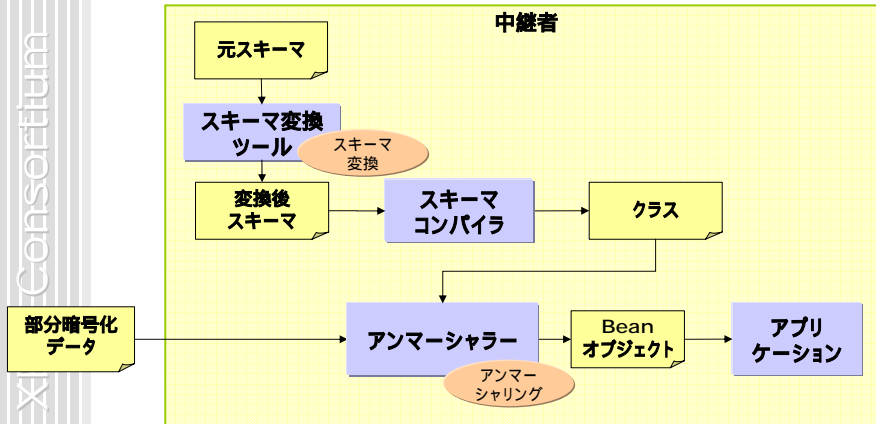 中継者
元スキーマ
スキーマ変換
ツール
スキーマ
変換
変換後
スキーマ
スキーマ
コンパイラ
クラス
部分暗号化
データ
アンマーシャラー
アンマー
シャリング
Bean
オブジェクト
アプリ
ケーション
Consortium